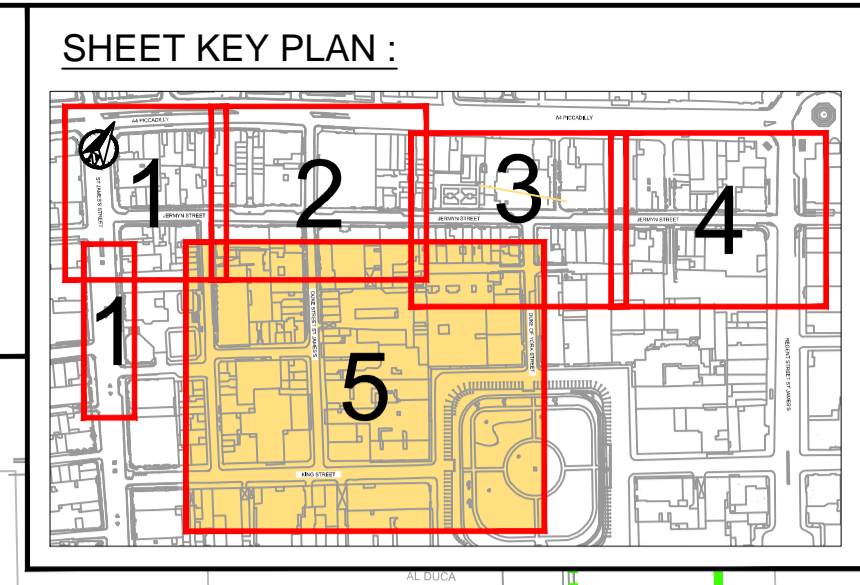 SHEET KEY PLAN :
A4 PICCADILLY
A4 PICCADILLY
1
2
3
4
ST JAMES'S STREET
JERMYN STREET
JERMYN STREET
JERMYN STREET
1
5
DUKE STREET ST JAMES'S
DUKE OF YORK STREET
REGENT STREET ST JAMES'S
KING STREET
AL DUCA